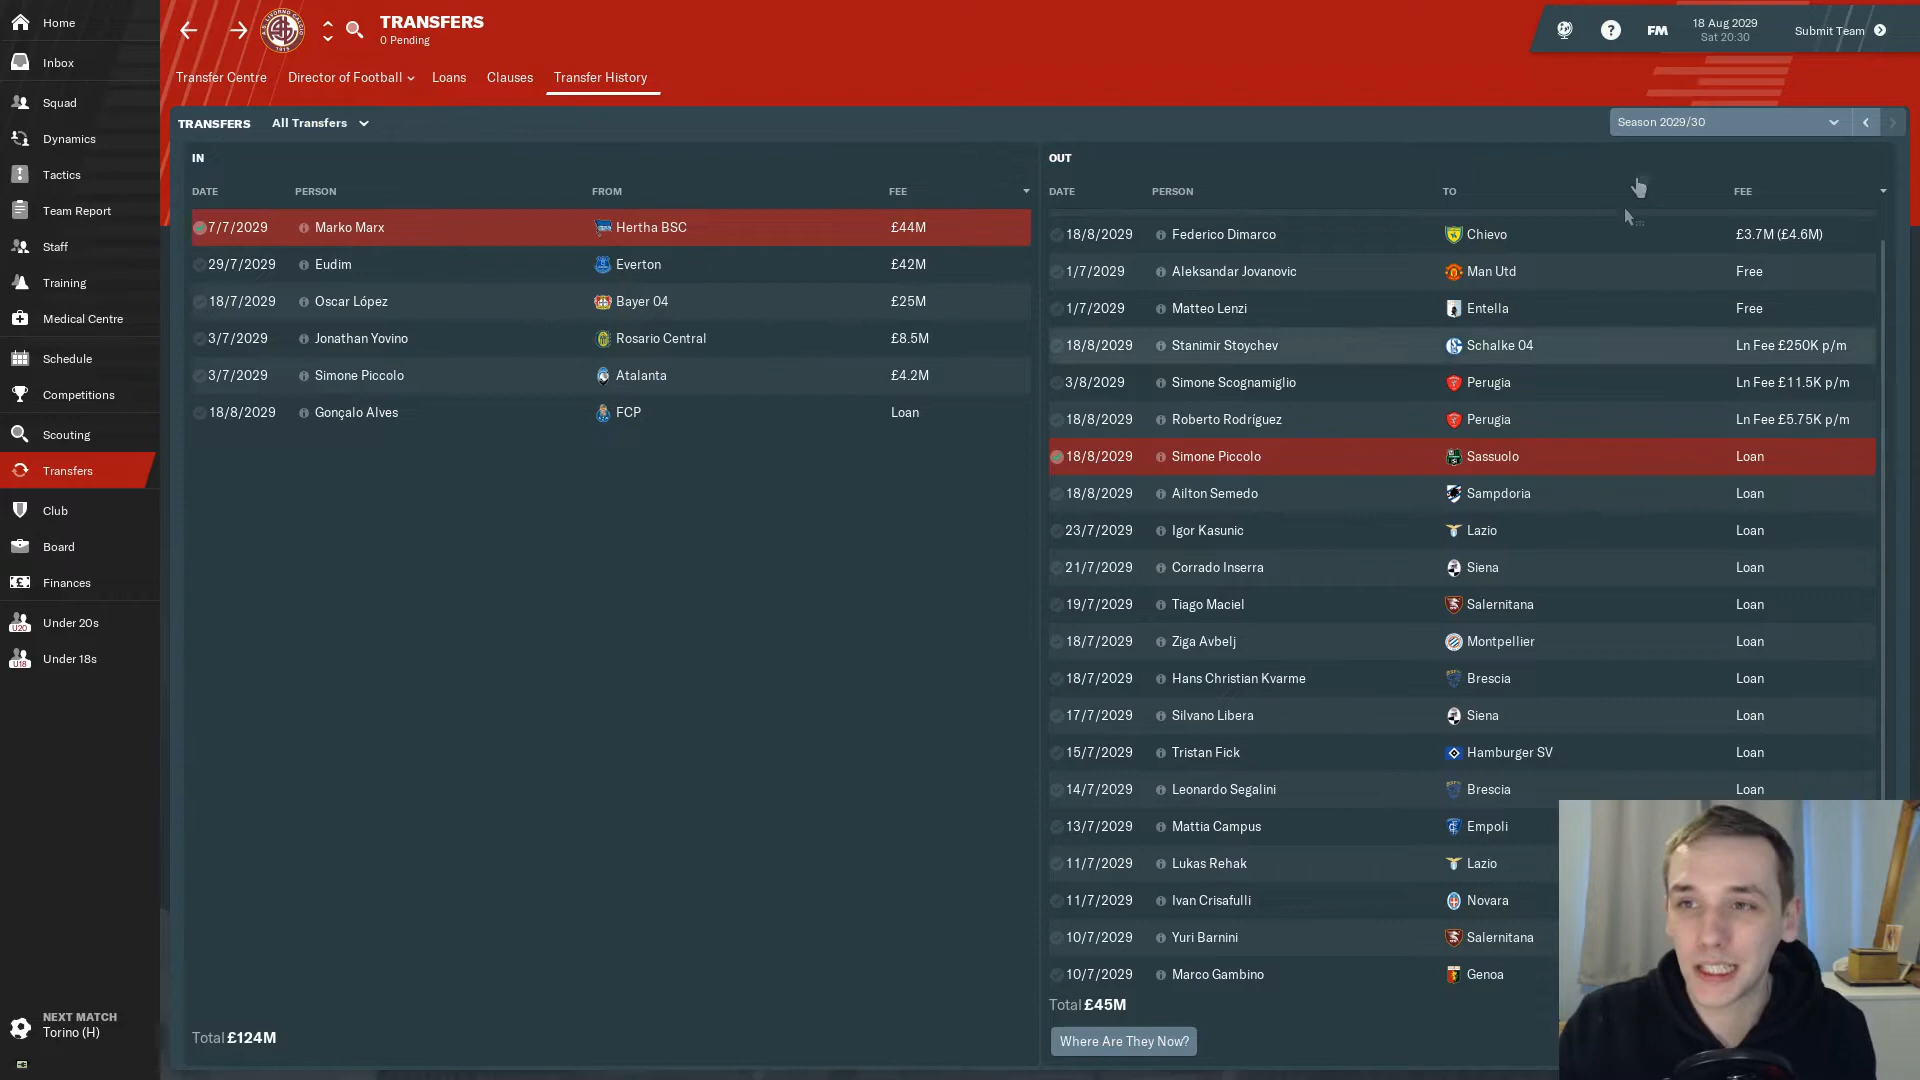 Home
Inbox
Squad
Dynamics
Tactics
Team Report
Staff
Training
Medical Centre
Schedule
Competitions
Scouting
Transfers
Club
Board
Finances
U20
Under 20s
U18
Under 18s
NEXT MATCH
Torino (H)
TRANSFERS
0 Pending
FM
18 Aug 2029
Sat 20:30
Submit Team
Transfer Centre
Director of Football
Loans
Clauses
Transfer History
TRANSFERS All Transfers
Season 2029/30
IN
DATE PERSON FROM FEE
7/7/2029 Marko Marx Hertha BSC £44M
29/7/2029 Eudim Everton £42M
18/7/2029 Oscar López Bayer 04 £25M
3/7/2029 Jonathan Yovino Rosario Central £8.5M
3/7/2029 Simone Piccolo Atalanta £4.2M
18/8/2029 Gonçalo Alves FCP Loan
Total £124M
OUT
DATE PERSON TO FEE
18/8/2029 Federico Dimarco Chievo £3.7M (£4.6M)
1/7/2029 Aleksandar Jovanovic Man Utd Free
1/7/2029 Matteo Lenzi Entella Free
18/8/2029 Stanimir Stoychev Schalke 04 Ln Fee £250K p/m
3/8/2029 Simone Scognamiglio Perugia Ln Fee £11.5K p/m
18/8/2029 Roberto Rodríguez Perugia Ln Fee £5.75K p/m
18/8/2029 Simone Piccolo Sassuolo Loan
18/8/2029 Ailton Semedo Sampdoria Loan
23/7/2029 Igor Kasunic Lazio Loan
21/7/2029 Corrado Inserra Siena Loan
19/7/2029 Tiago Maciel Salernitana Loan
18/7/2029 Ziga Avbelj Montpellier Loan
18/7/2029 Hans Christian Kvarme Brescia Loan
17/7/2029 Silvano Libera Siena Loan
15/7/2029 Tristan Fick Hamburger SV Loan
14/7/2029 Leonardo Segalini Brescia Loan
13/7/2029 Mattia Campus Empoli
11/7/2029 Lukas Rehak Lazio
11/7/2029 Ivan Crisafulli Novara
10/7/2029 Yuri Barnini Salernitana
10/7/2029 Marco Gambino Genoa
Total £45M
Where Are They Now?